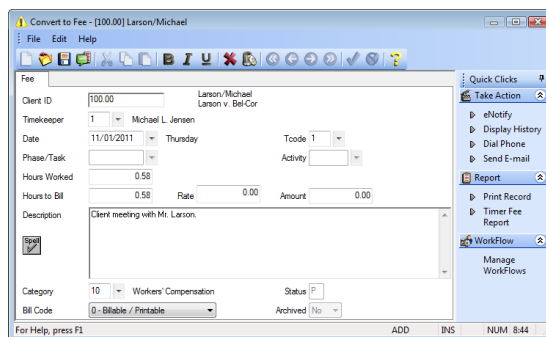 Convert to Fee - [100.00] Larson/Michael
File Edit Help
B I U
Fee
Client ID 100.00 Larson/Michael
Larson v. Bel-Cor
Timekeeper 1 Michael L. Jensen
Date 11/01/2011 Thursday Tcode 1
Phase/Task Activity
Hours Worked 0.58
Hours to Bill 0.58 Rate 0.00 Amount 0.00
Description Client meeting with Mr. Larson.
Spell
Category 10 Workers' Compensation Status P
Bill Code 0 - Billable / Printable Archived No
Quick Clicks
Take Action
eNotify
Display History
Dial Phone
Send E-mail
Report
Print Record
Timer Fee
Report
WorkFlow
Manage
WorkFlows
For Help, press F1 ADD INS NUM 8:44